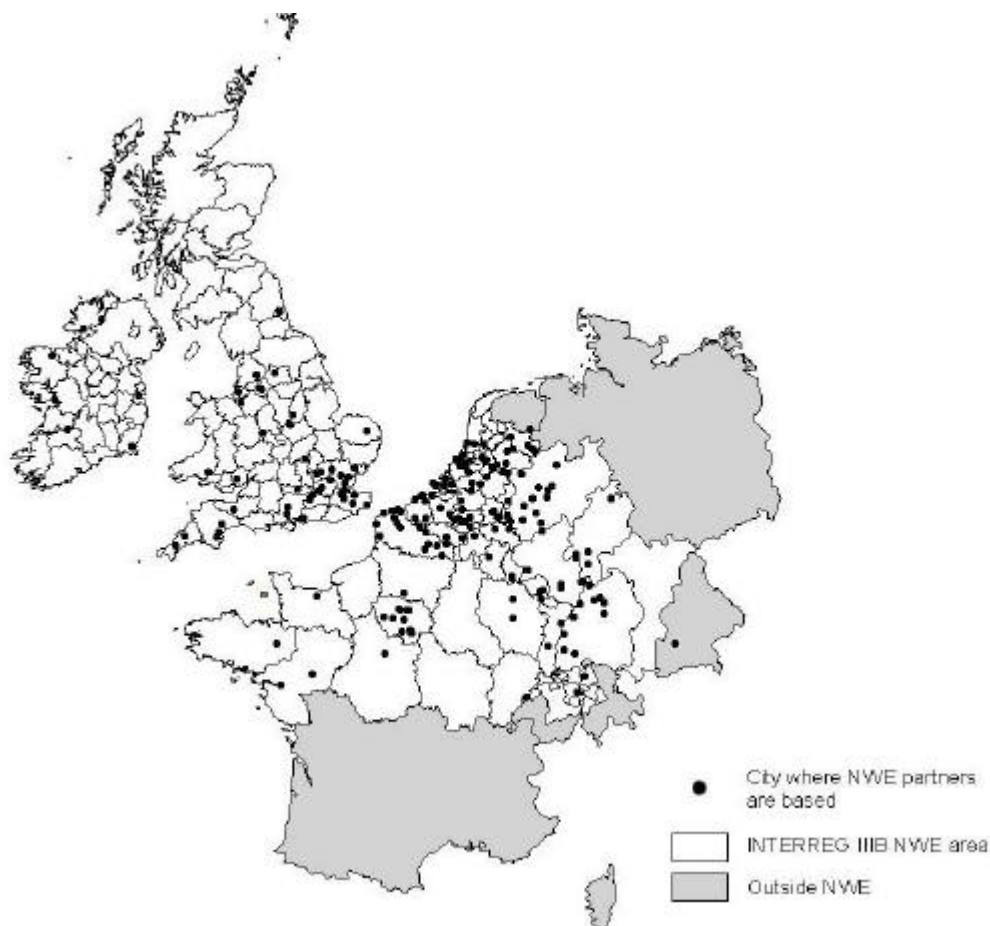 City where NWE partners
are based
INTERREG IIIB NWE area
Outside NWE